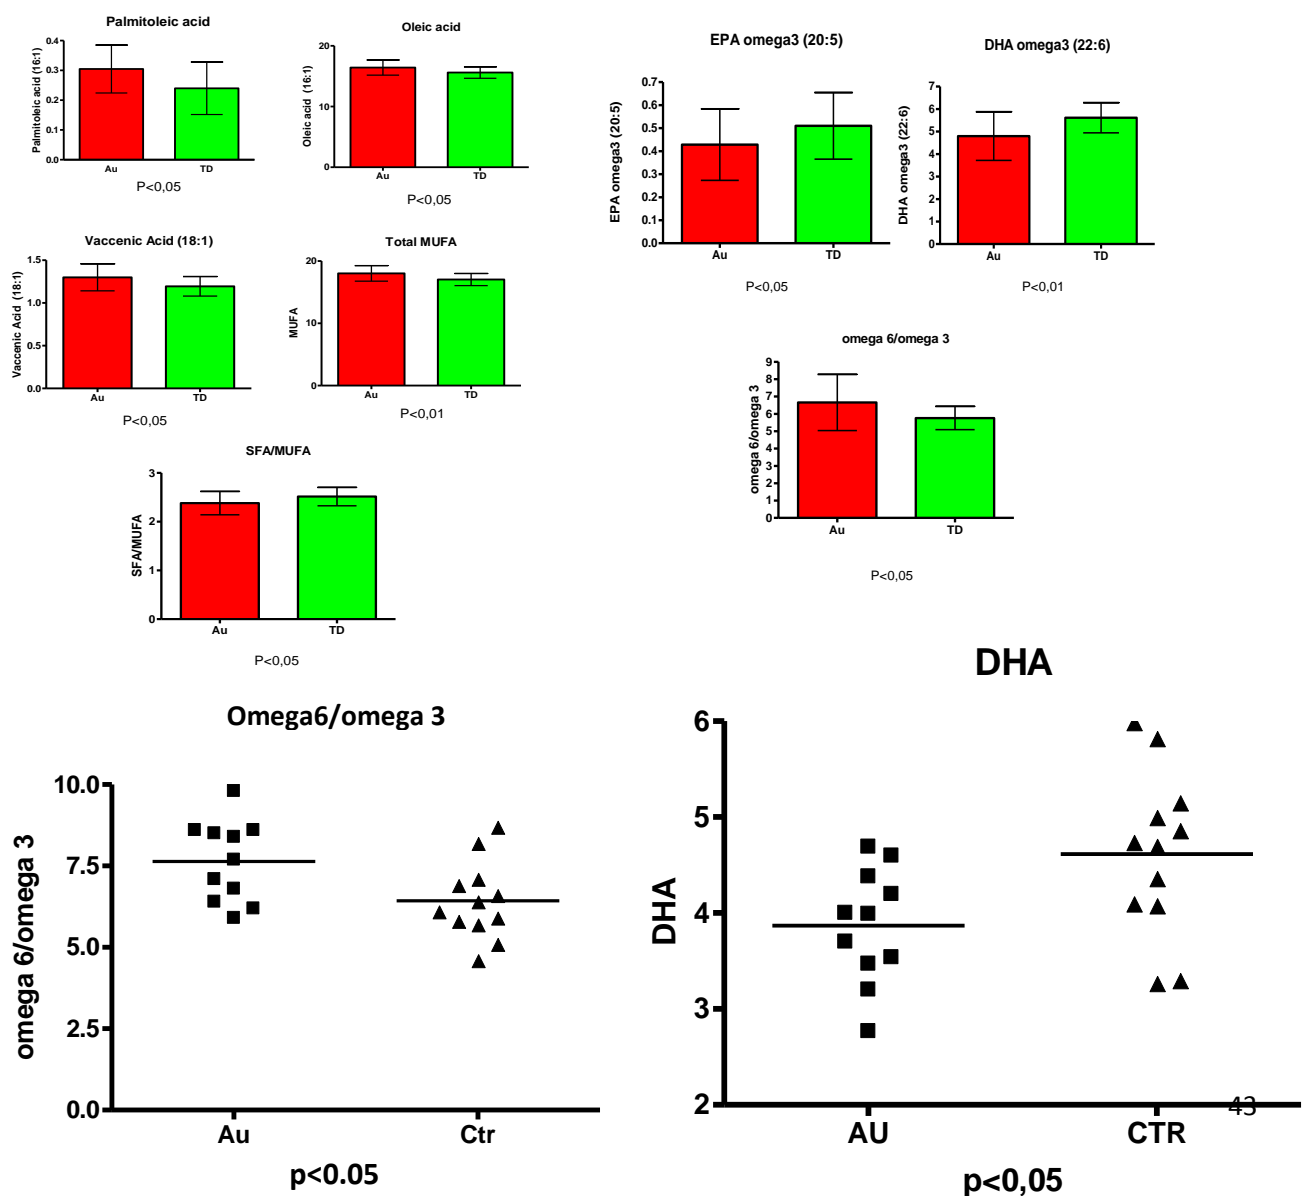 Palmitoleic acid
Palmitoleic acid (16:1)
0.4
0.3
0.2
0.1
0.0
Au TD
P<0,05
Oleic acid
Oleic acid (16:1)
20
10
0
Au TD
P<0,05
EPA omega3 (20:5)
EPA omega3 (20:5)
0.7
0.6
0.5
0.4
0.3
0.2
0.1
0.0
Au TD
P<0,05
DHA omega3 (22:6)
DHA omega3 (22:6)
7
6
5
4
3
2
1
0
Au TD
P<0,01
Vaccenic Acid (18:1)
Vaccenic Acid (18:1)
1.5
1.0
0.5
0.0
Au TD
P<0,05
Total MUFA
MUFA
20
10
0
Au TD
P<0,01
omega 6/omega 3
omega 6/omega 3
9
8
7
6
5
4
3
2
1
0
Au TD
P<0,05
SFA/MUFA
SFA/MUFA
3
2
1
0
Au TD
P<0,05
Omega6/omega 3
omega 6/omega 3
10.0
7.5
5.0
2.5
0.0
Au Ctr
p<0.05
DHA
DHA
6
5
4
3
2
AU CTR
p<0,05
43